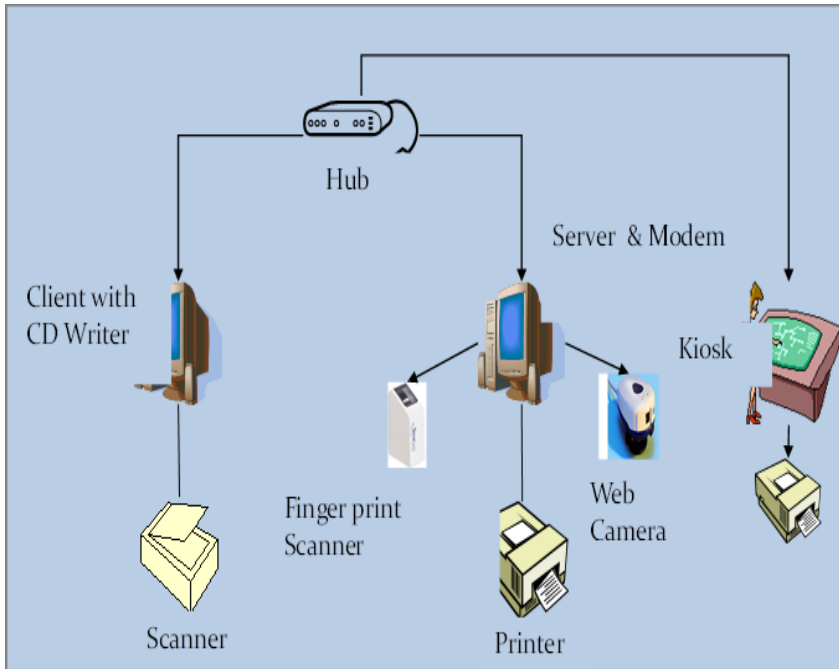 Hub
Server & Modem
Client with
CD Writer
Kiosk
Finger print
Scanner
Web
Camera
Scanner
Printer